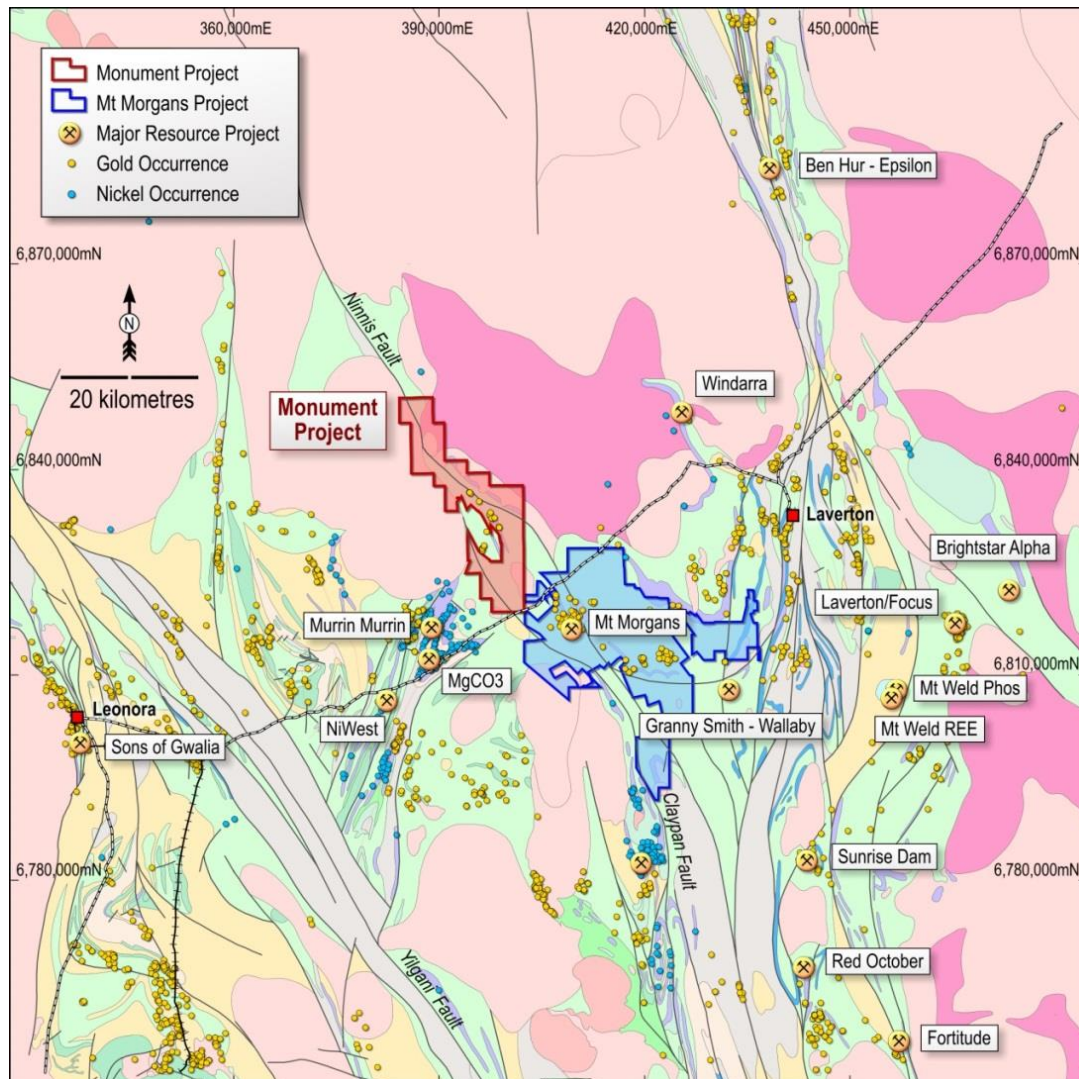 360,000mE
390,000mE
420,000mE
450,000mE
Monument Project
Mt Morgans Project
Major Resource Project
Gold Occurrence
Nickel Occurrence
Ben Hur - Epsilon
6,870,000mN
6,870,000mN
N
20 kilometres
Ninnis Fault
Monument
Project
Windarra
6,840,000mN
6,840,000mN
Laverton
Brightstar Alpha
Laverton/Focus
Murrin Murrin
Mt Morgans
6,810,000mN
MgCO3
Mt Weld Phos
NiWest
Granny Smith - Wallaby
Mt Weld REE
Leonora
Sons of Gwalia
Claypan Fault
6,780,000mN
Sunrise Dam
6,780,000mN
Red October
Yilgani Fault
Fortitude